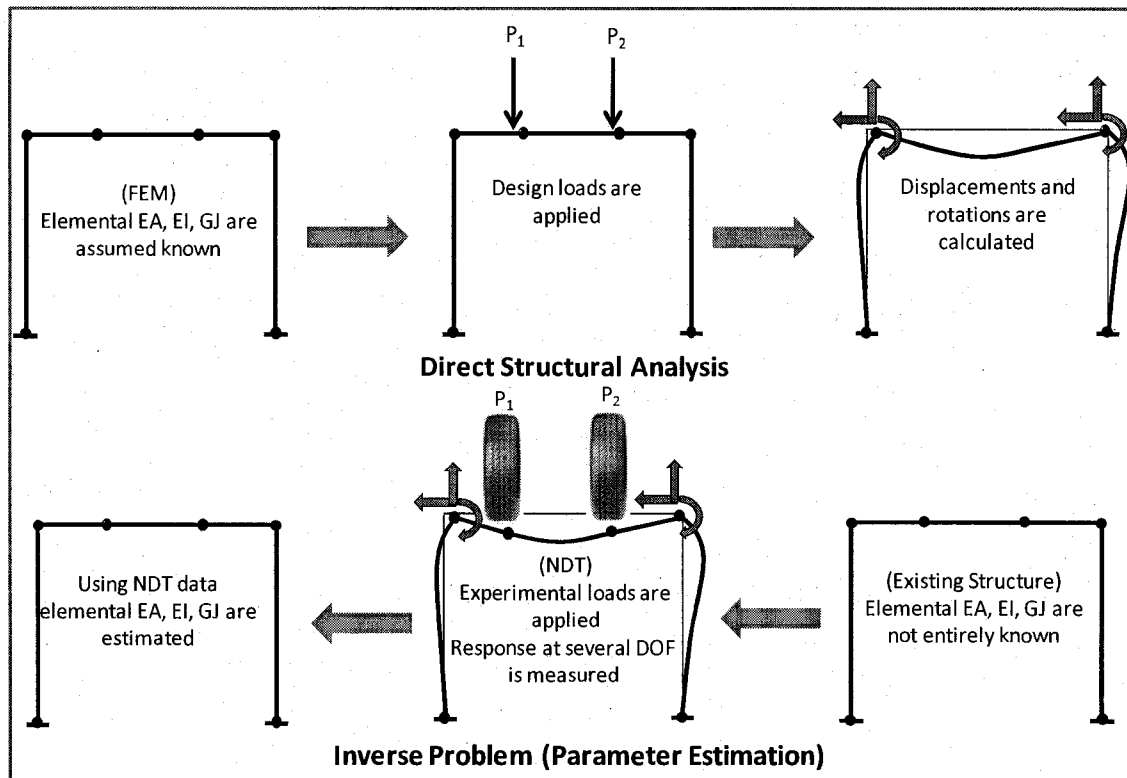 P1
P2
(FEM)
Elemental EA, EI, GJ are
assumed known
Design loads are
applied
Displacements and
rotations are
calculated
Direct Structural Analysis
P1
P2
Using NDT data
elemental EA, EI, GJ are
estimated
(NDT)
Experimental loads are
applied
Response at several DOF
is measured
(Existing Structure)
Elemental EA, EI, GJ are
not entirely known
Inverse Problem (Parameter Estimation)